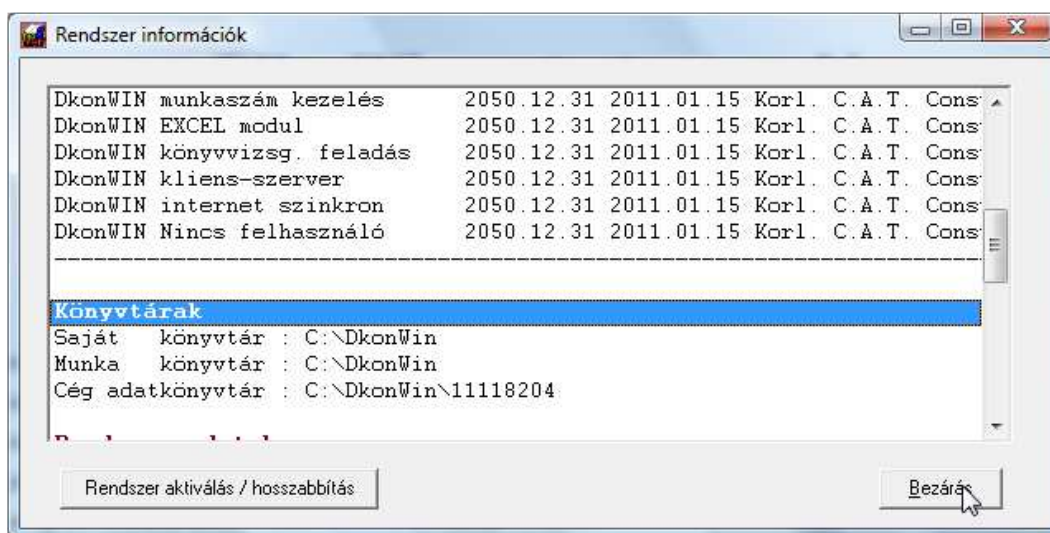 Rendszer információk
DkonWIN munkaszám kezelés 2050.12.31 2011.01.15 Korl. C.A.T. Cons
DkonWIN EXCEL modul 2050.12.31 2011.01.15 Korl. C.A.T. Cons
DkonWIN könyvvizsg. feladás 2050.12.31 2011.01.15 Korl. C.A.T. Cons
DkonWIN kliens-szerver 2050.12.31 2011.01.15 Korl. C.A.T. Cons
DkonWIN internet szinkron 2050.12.31 2011.01.15 Korl. C.A.T. Cons
DkonWIN Nincs felhasználó 2050.12.31 2011.01.15 Korl. C.A.T. Cons
Könyvtárak
Saját könyvtár : C:\DkonWin
Munka könyvtár : C:\DkonWin
Cég adatkönyvtár : C:\DkonWin\11118204
Rendszer aktiválás / hosszabbítás
Bezárás